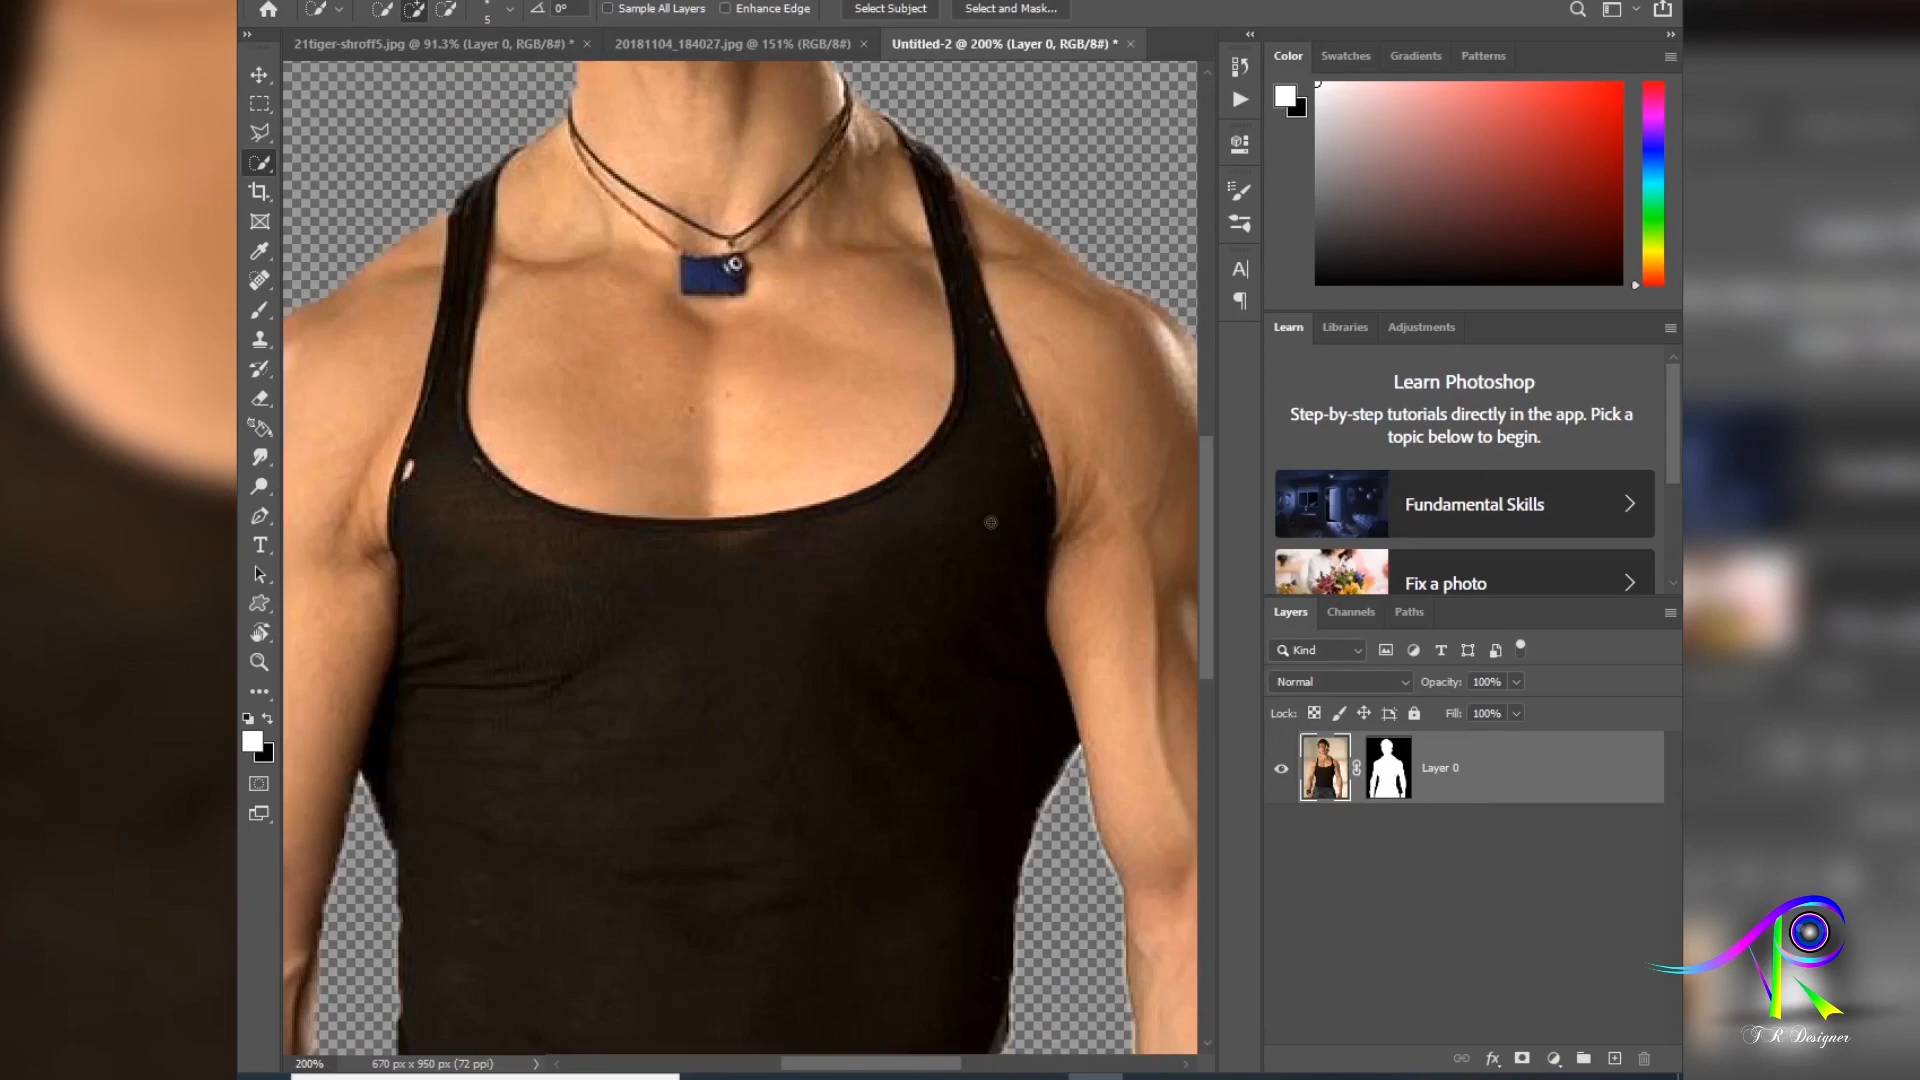 5
0°
Sample All Layers
Enhance Edge
Select Subject
Select and Mask...
21tiger-shroff5.jpg @ 91.3% (Layer 0, RGB/8#) *
20181104_184027.jpg @ 151% (RGB/8#)
Untitled-2 @ 200% (Layer 0, RGB/8#) *
Color
Swatches
Gradients
Patterns
Learn
Libraries
Adjustments
Learn Photoshop
Step-by-step tutorials directly in the app. Pick a
topic below to begin.
Fundamental Skills
Fix a photo
Layers
Channels
Paths
Kind
Normal
Opacity: 100%
Lock:
Fill: 100%
Layer 0
200%
670 px x 950 px (72 ppi)
TR Designer